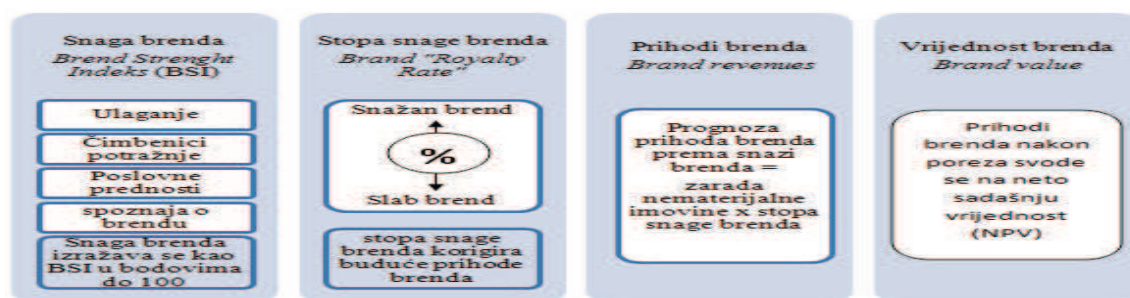 Snaga brenda
Brend Strenght
Indeks (BSI)
Ulaganje
Čimbenici
potražnje
Poslovne
prednosti
spoznaja o
brendu
Snaga brenda
izražava se kao
BSI u bodovima
do 100
Stopa snage brenda
Brand "Royalty
Rate"
Snažan brend
%
Slab brend
stopa snage
brenda korigira
buduće prihode
brenda
Prihodi brenda
Brand revenues
Prognoza
prihoda brenda
prema snazi
brenda =
zarada
nematerijalne
imovine x stopa
snage brenda
Vrijednost brenda
Brand value
Prihodi
brenda nakon
poreza svode
se na neto
sadašnju
vrijednost
(NPV)